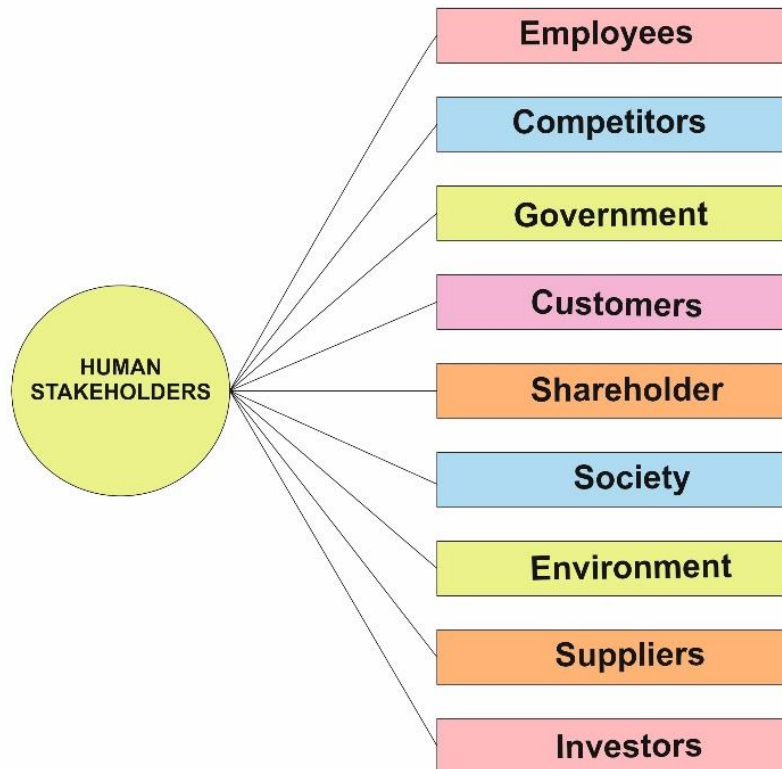 Employees
Competitors
Government
Customers
HUMAN
STAKEHOLDERS
Shareholder
Society
Environment
Suppliers
Investors